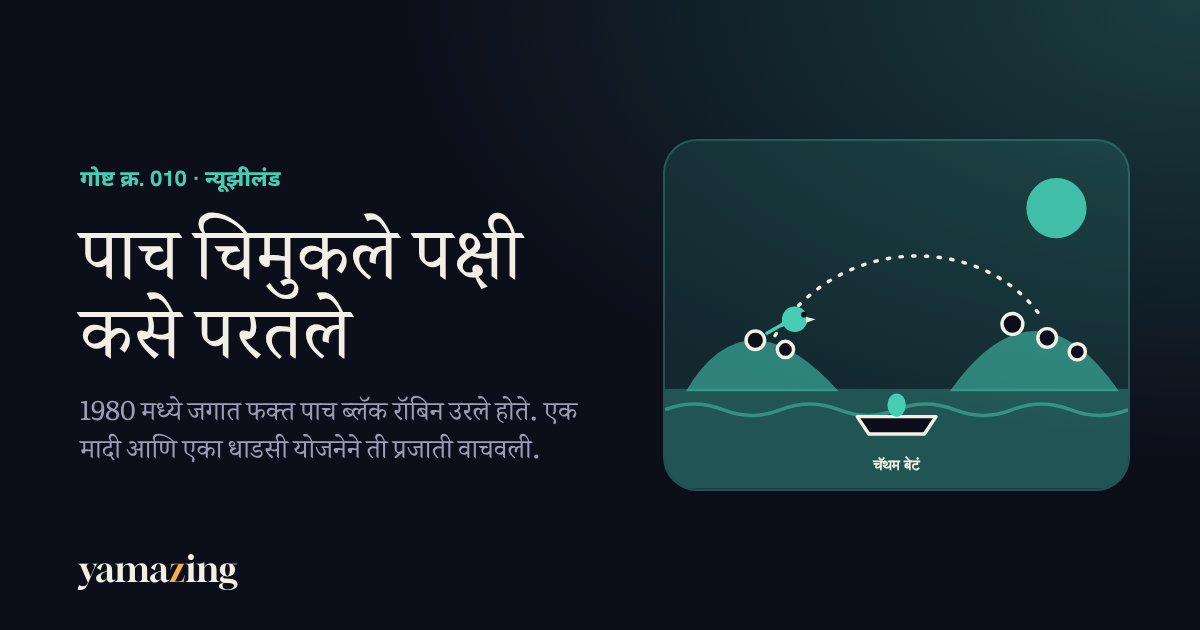 गोष्ट क्र. 010 · न्यूझीलंड
पाच चिमुकले पक्षी
कसे परतले
1980 मध्ये जगात फक्त पाच ब्लॅक रॉबिन उरले होते. एक
मादी आणि एका धाडसी योजनेने ती प्रजाती वाचवली.
चॅथम बेटं
yamazing